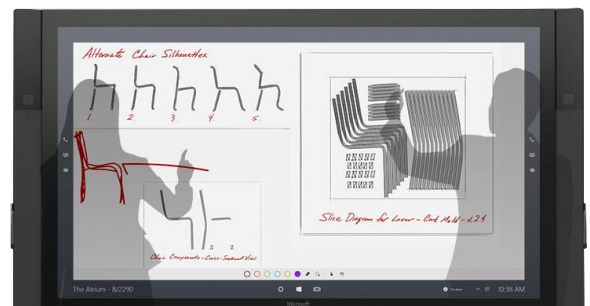 Alternate Chair Silhouettes
1. 2. 3. 4. 5.
Chair Components - Cross-Sectional View
Slice Diagram for Laser - Cut Mold - v.2.4
The Atrium - 8/2290
10:38 AM
Microsoft